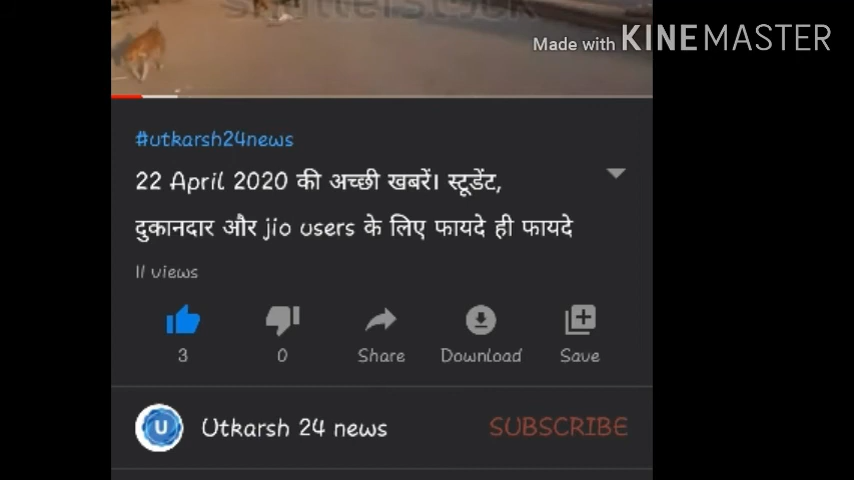 shutterstock
Made with KINEMASTER
#utkarsh24news
22 April 2020 की अच्छी खबरें। स्टूडेंट,
दुकानदार और jio users के लिए फायदे ही फायदे
11 views
3 0 Share Download Save
U Utkarsh 24 news SUBSCRIBE